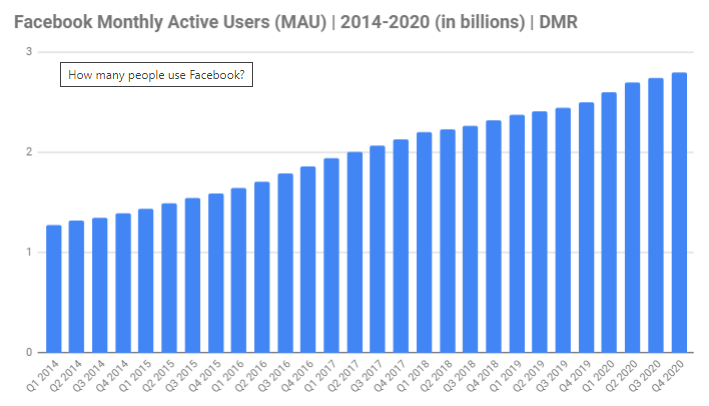 Facebook Monthly Active Users (MAU) | 2014-2020 (in billions) | DMR
3
How many people use Facebook?
2
1
0
Q1 2014
Q2 2014
Q3 2014
Q4 2014
Q1 2015
Q2 2015
Q3 2015
Q4 2015
Q1 2016
Q2 2016
Q3 2016
Q4 2016
Q1 2017
Q2 2017
Q3 2017
Q4 2017
Q1 2018
Q2 2018
Q3 2018
Q4 2018
Q1 2019
Q2 2019
Q3 2019
Q4 2019
Q1 2020
Q2 2020
Q3 2020
Q4 2020